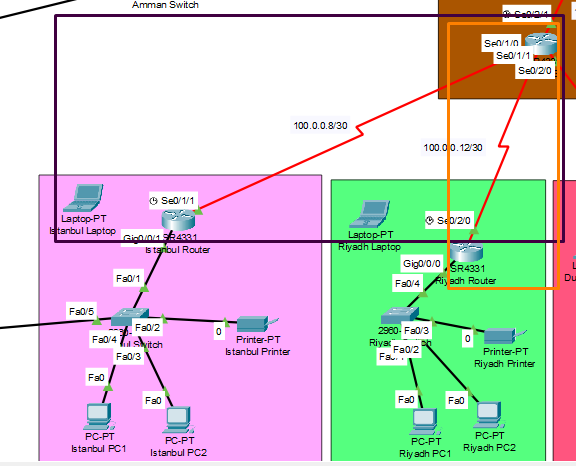 Amman Switch
Se0/2/1
Se0/1/0
Se0/1/1
Se0/2/0
100.0.0.8/30
100.0.0.12/30
Se0/1/1
Laptop-PT
Istanbul Laptop
Gig0/0/1
SR4331
Istanbul Router
Fa0/1
Fa0/5
Fa0/2
Fa0/4
Switch
Fa0/3
0
Printer-PT
Istanbul Printer
Fa0
Fa0
PC-PT
Istanbul PC1
PC-PT
Istanbul PC2
Se0/2/0
Laptop-PT
Riyadh Laptop
Gig0/0/0
SR4331
Riyadh Router
Fa0/4
2960-
Fa0/3
Fa0/2
0
Printer-PT
Riyadh Printer
Fa0
Fa0
PC-PT
Riyadh PC1
PC-PT
Riyadh PC2